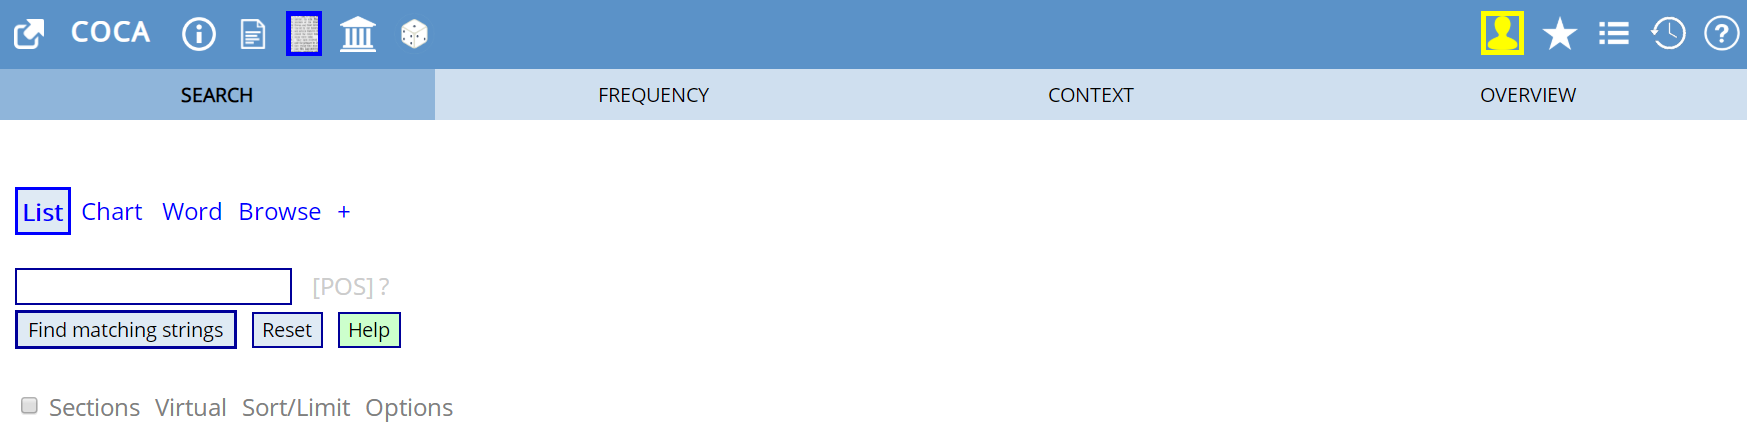 COCA
SEARCH FREQUENCY CONTEXT OVERVIEW
List Chart Word Browse +
[POS] ?
Find matching strings Reset Help
Sections Virtual Sort/Limit Options